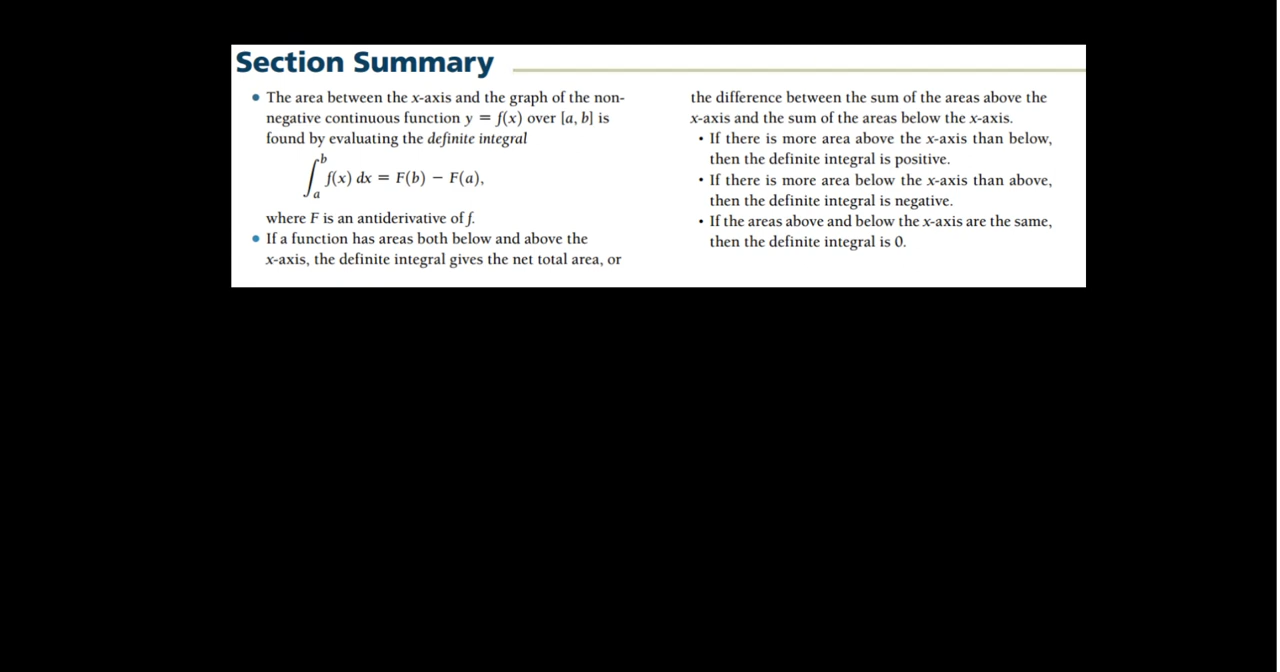 Section Summary
• The area between the x-axis and the graph of the non-
negative continuous function y = f(x) over [a, b] is
found by evaluating the definite integral
∫ₐᵇ f(x) dx = F(b) − F(a),
where F is an antiderivative of f.
• If a function has areas both below and above the
x-axis, the definite integral gives the net total area, or
the difference between the sum of the areas above the
x-axis and the sum of the areas below the x-axis.
• If there is more area above the x-axis than below,
then the definite integral is positive.
• If there is more area below the x-axis than above,
then the definite integral is negative.
• If the areas above and below the x-axis are the same,
then the definite integral is 0.